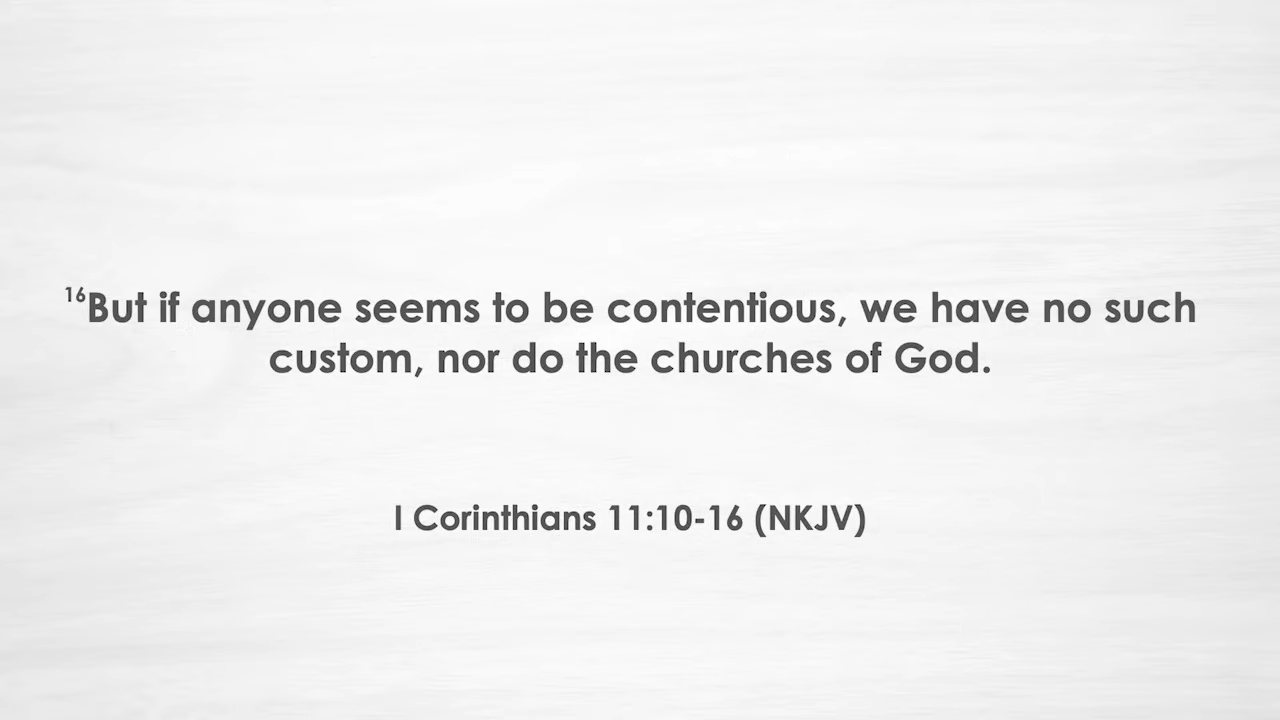 16But if anyone seems to be contentious, we have no such
custom, nor do the churches of God.
I Corinthians 11:10-16 (NKJV)